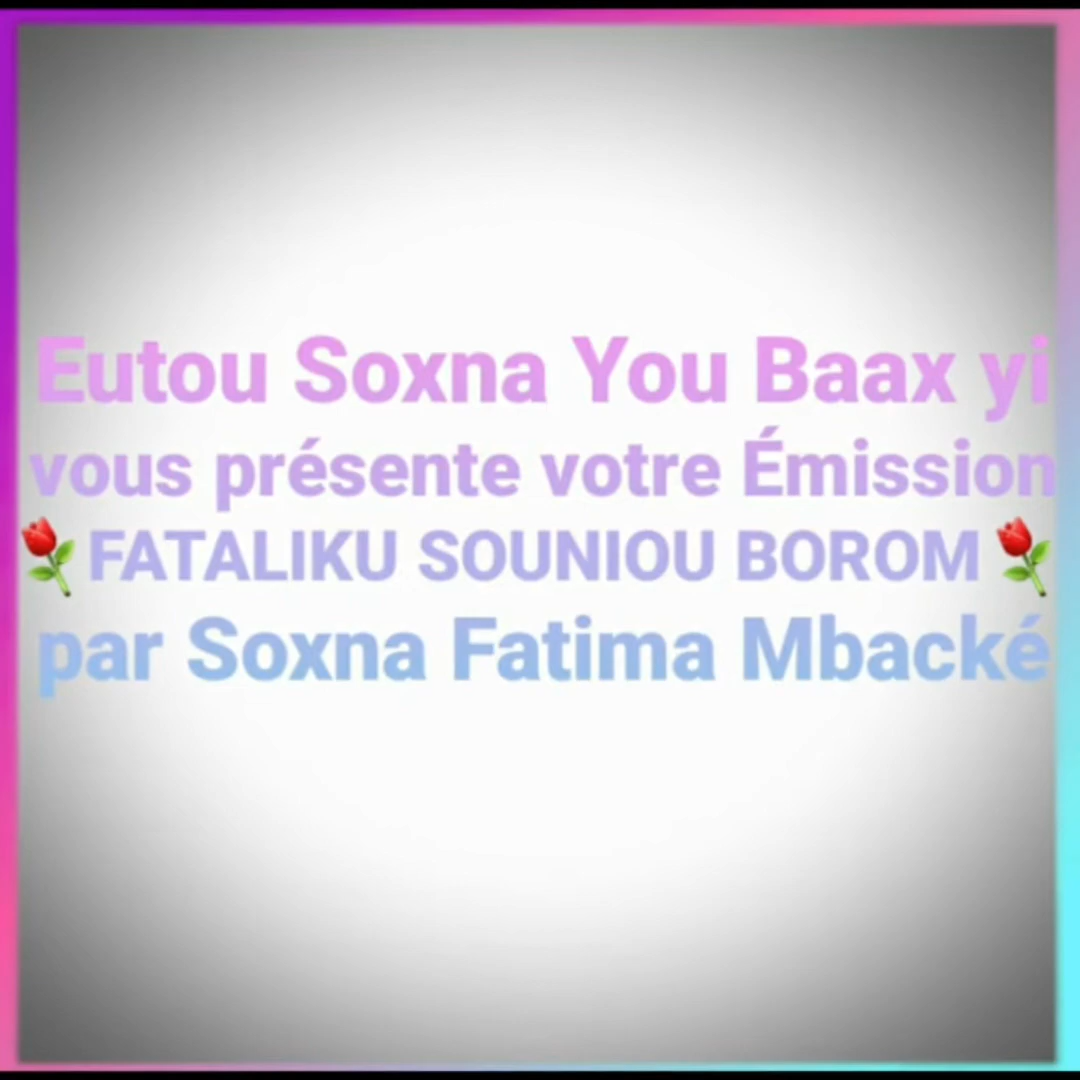 Eutou Soxna You Baax yi
vous présente votre Émission
🌹FATALIKU SOUNIOU BOROM🌹
par Soxna Fatima Mbacké